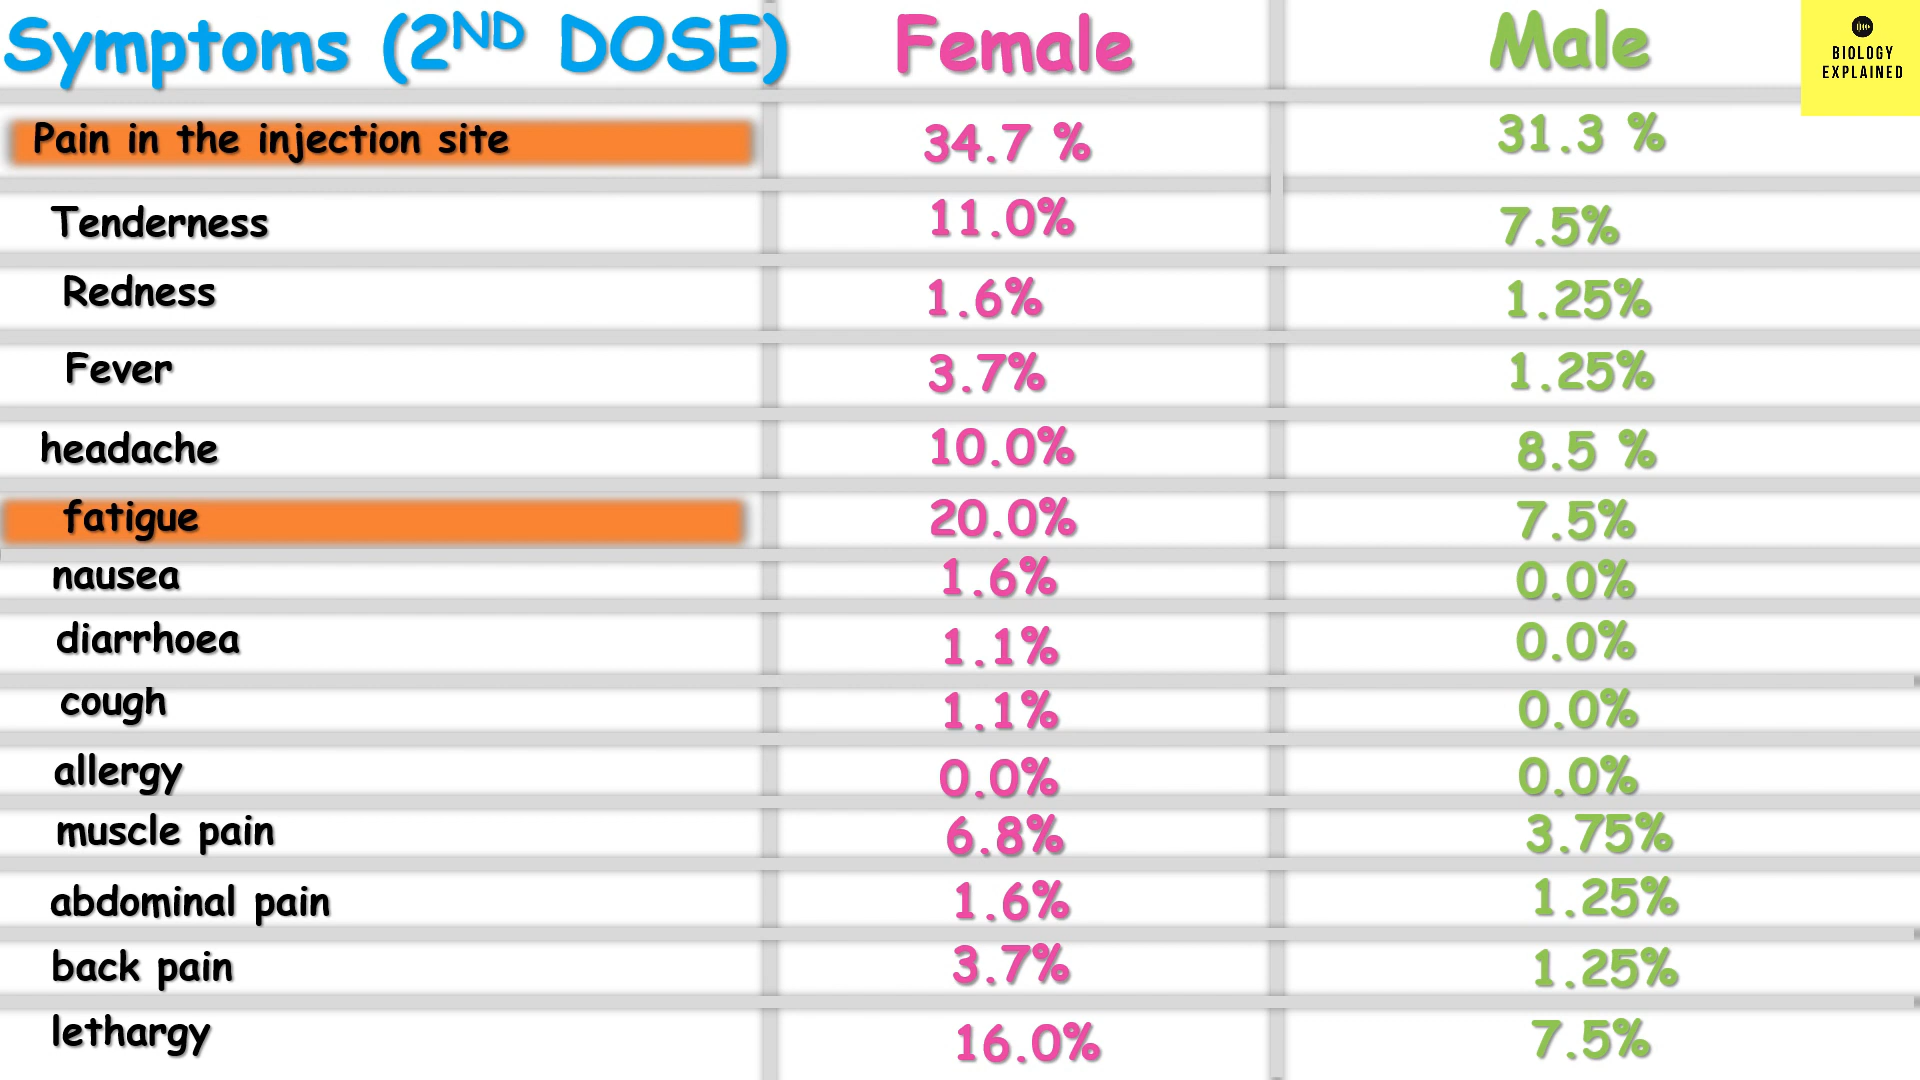 Symptoms (2ND DOSE) Female Male
BIOLOGY
EXPLAINED
Pain in the injection site 34.7 % 31.3 %
Tenderness 11.0% 7.5%
Redness 1.6% 1.25%
Fever 3.7% 1.25%
headache 10.0% 8.5 %
fatigue 20.0% 7.5%
nausea 1.6% 0.0%
diarrhoea 1.1% 0.0%
cough 1.1% 0.0%
allergy 0.0% 0.0%
muscle pain 6.8% 3.75%
abdominal pain 1.6% 1.25%
back pain 3.7% 1.25%
lethargy 16.0% 7.5%